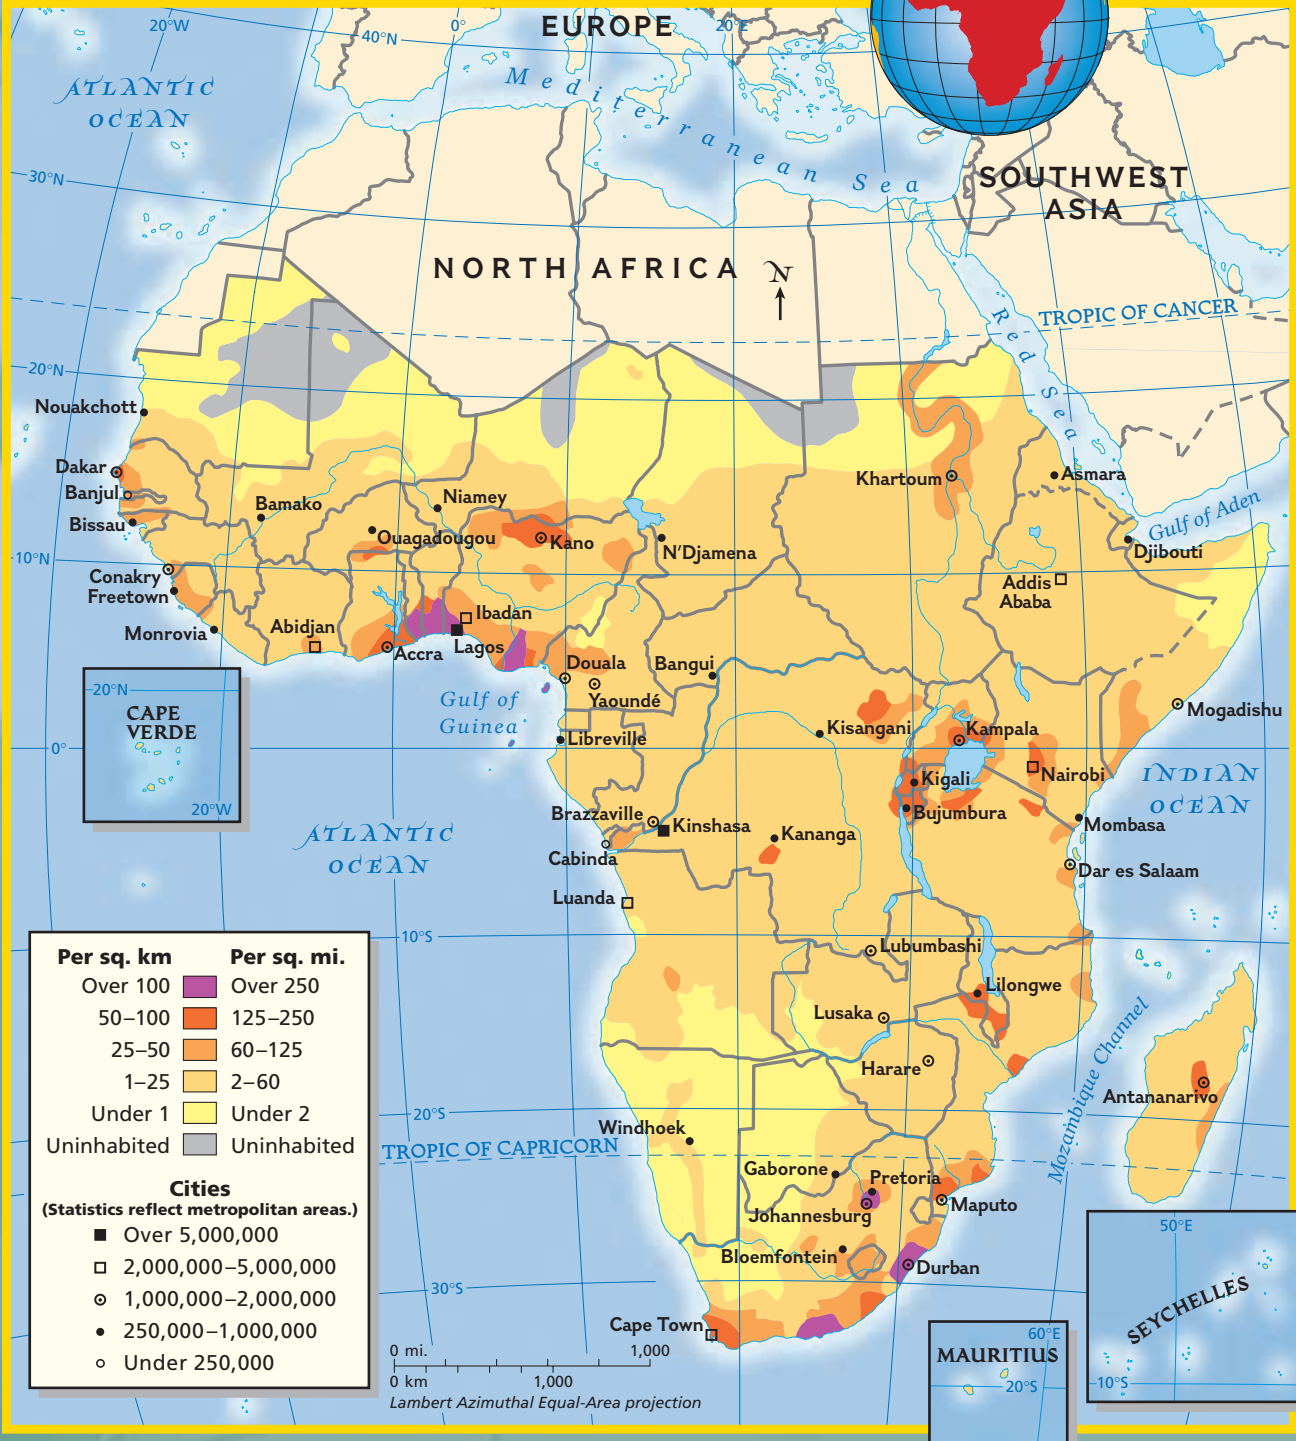 20°W
0°
EUROPE
20°E
40°N
Mediterranean Sea
ATLANTIC
OCEAN
30°N
SOUTHWEST
ASIA
NORTH AFRICA
N
TROPIC OF CANCER
Red Sea
20°N
Nouakchott
Dakar
Banjul
Bissau
Bamako
Niamey
Ouagadougou
Kano
N'Djamena
Khartoum
Asmara
Gulf of Aden
Djibouti
10°N
Conakry
Freetown
Addis
Ababa
Monrovia
Abidjan
Ibadan
Accra
Lagos
Douala
Bangui
Yaoundé
Gulf of
Guinea
Libreville
Kisangani
Kampala
Mogadishu
20°N
CAPE
VERDE
20°W
0°
Kigali
Nairobi
INDIAN
OCEAN
Bujumbura
Mombasa
Brazzaville
Kinshasa
Kananga
ATLANTIC
OCEAN
Cabinda
Dar es Salaam
Luanda
10°S
Lubumbashi
Lilongwe
Lusaka
Harare
Mozambique Channel
Antananarivo
20°S
Windhoek
TROPIC OF CAPRICORN
Gaborone
Pretoria
Johannesburg
Maputo
Bloemfontein
Durban
30°S
Cape Town
Per sq. km Per sq. mi.
Over 100 Over 250
50–100 125–250
25–50 60–125
1–25 2–60
Under 1 Under 2
Uninhabited Uninhabited
Cities
(Statistics reflect metropolitan areas.)
Over 5,000,000
2,000,000–5,000,000
1,000,000–2,000,000
250,000–1,000,000
Under 250,000
0 mi. 1,000
0 km 1,000
Lambert Azimuthal Equal-Area projection
60°E
MAURITIUS
20°S
50°E
SEYCHELLES
10°S